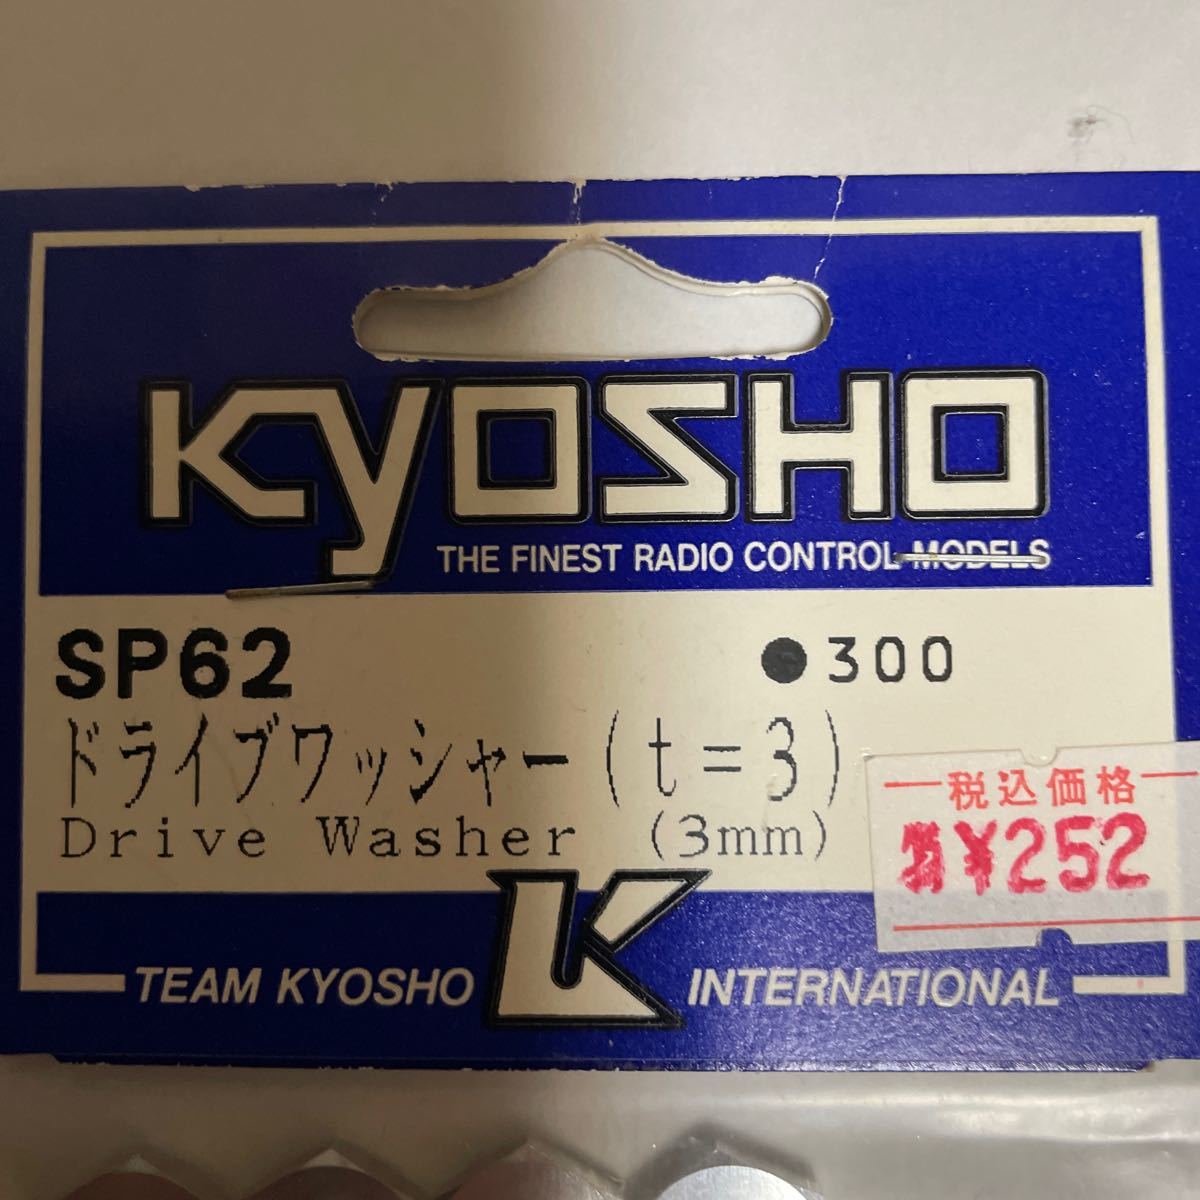 KYOSHO
THE FINEST RADIO CONTROL MODELS
SP62 ●300
ドライブワッシャー(t=3)
Drive Washer (3mm)
税込価格
¥252
TEAM KYOSHO K INTERNATIONAL